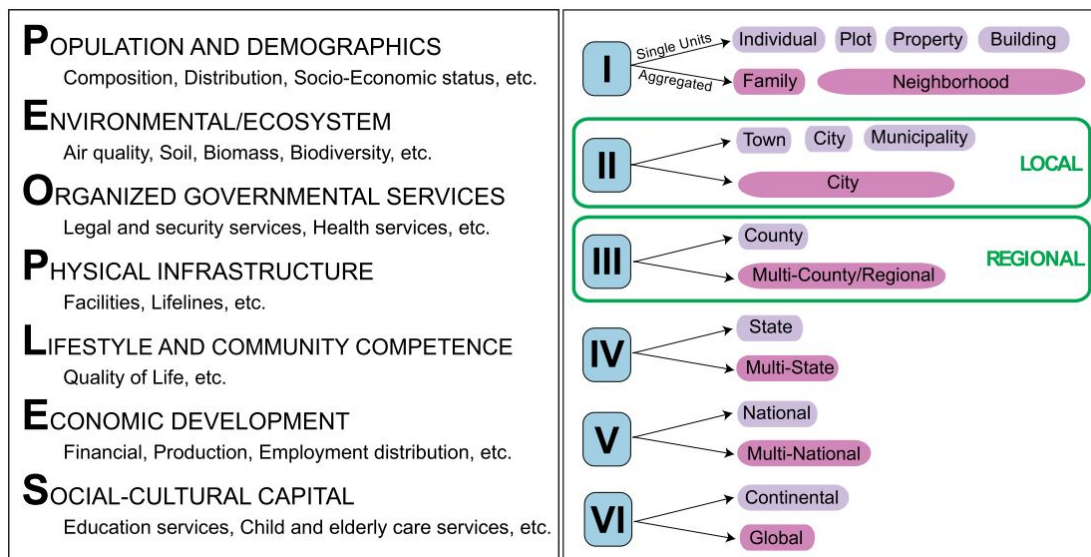 POPULATION AND DEMOGRAPHICS
Composition, Distribution, Socio-Economic status, etc.
ENVIRONMENTAL/ECOSYSTEM
Air quality, Soil, Biomass, Biodiversity, etc.
ORGANIZED GOVERNMENTAL SERVICES
Legal and security services, Health services, etc.
PHYSICAL INFRASTRUCTURE
Facilities, Lifelines, etc.
LIFESTYLE AND COMMUNITY COMPETENCE
Quality of Life, etc.
ECONOMIC DEVELOPMENT
Financial, Production, Employment distribution, etc.
SOCIAL-CULTURAL CAPITAL
Education services, Child and elderly care services, etc.
I
Single Units
Individual Plot Property Building
Aggregated
Family Neighborhood
II
Town City Municipality
City
LOCAL
III
County
Multi-County/Regional
REGIONAL
IV
State
Multi-State
V
National
Multi-National
VI
Continental
Global